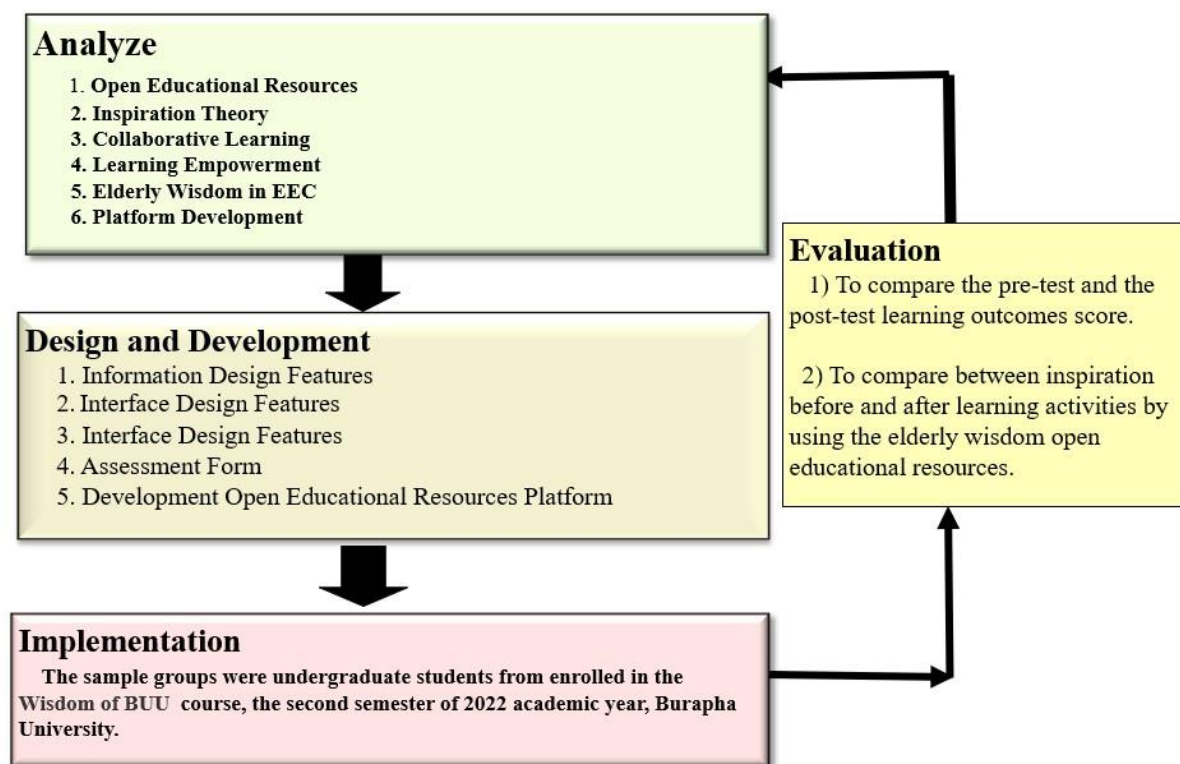 Analyze
1. Open Educational Resources
2. Inspiration Theory
3. Collaborative Learning
4. Learning Empowerment
5. Elderly Wisdom in EEC
6. Platform Development
Design and Development
1. Information Design Features
2. Interface Design Features
3. Interface Design Features
4. Assessment Form
5. Development Open Educational Resources Platform
Implementation
The sample groups were undergraduate students from enrolled in the
Wisdom of BUU course, the second semester of 2022 academic year, Burapha
University.
Evaluation
1) To compare the pre-test and the
post-test learning outcomes score.
2) To compare between inspiration
before and after learning activities by
using the elderly wisdom open
educational resources.